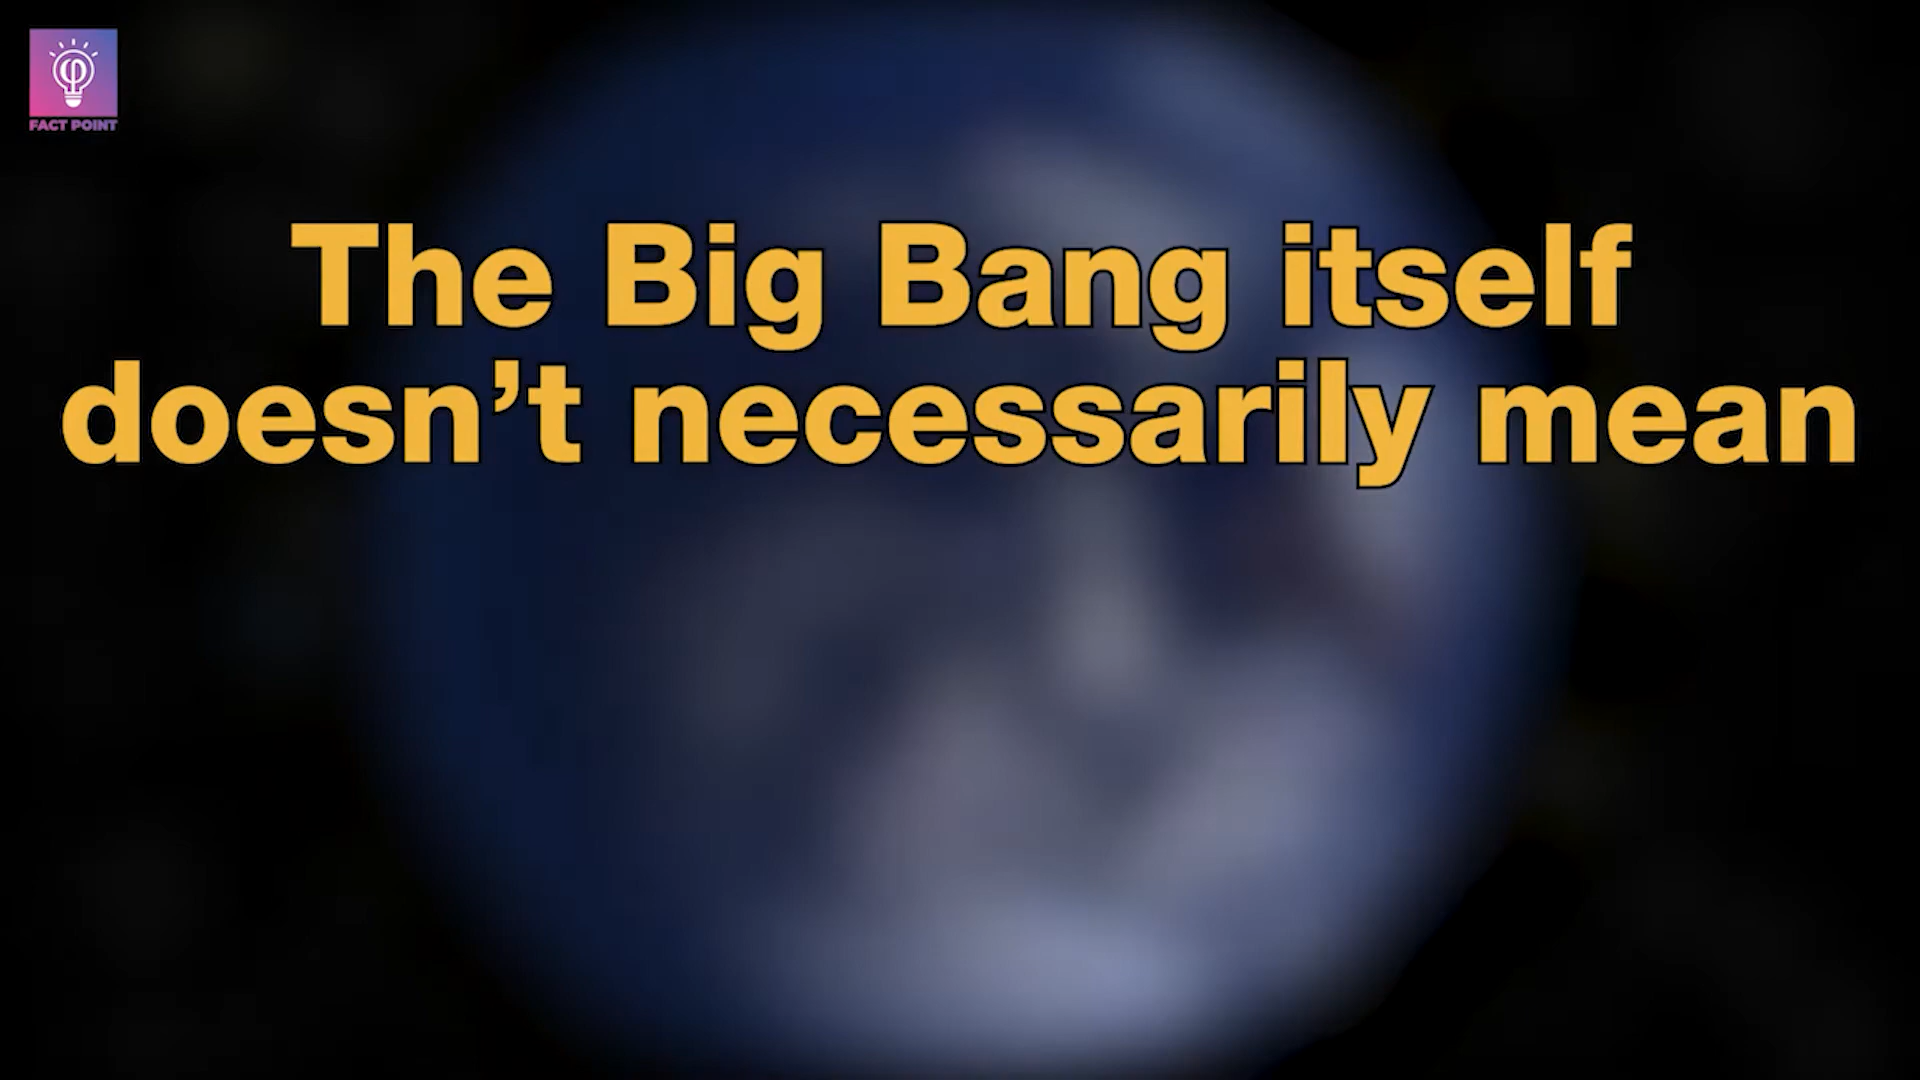 FACT POINT
The Big Bang itself
doesn’t necessarily mean